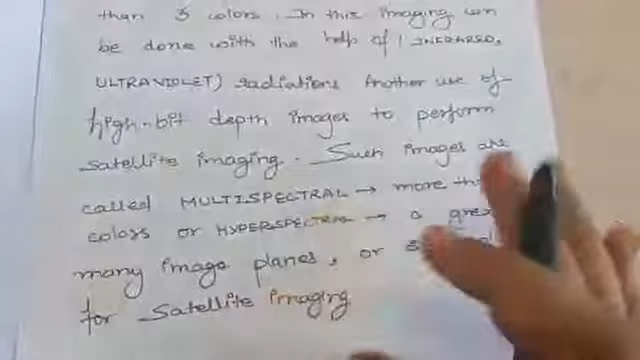 than 3 colors. In this imaging can
be done with the help of (INFRARED,
ULTRAVIOLET) radiations Another use of
high-bit depth images to perform
satellite imaging. Such images are
called MULTISPECTRAL → more
colors or HYPERSPECTRAL → a
many image planes, or
for Satellite imaging